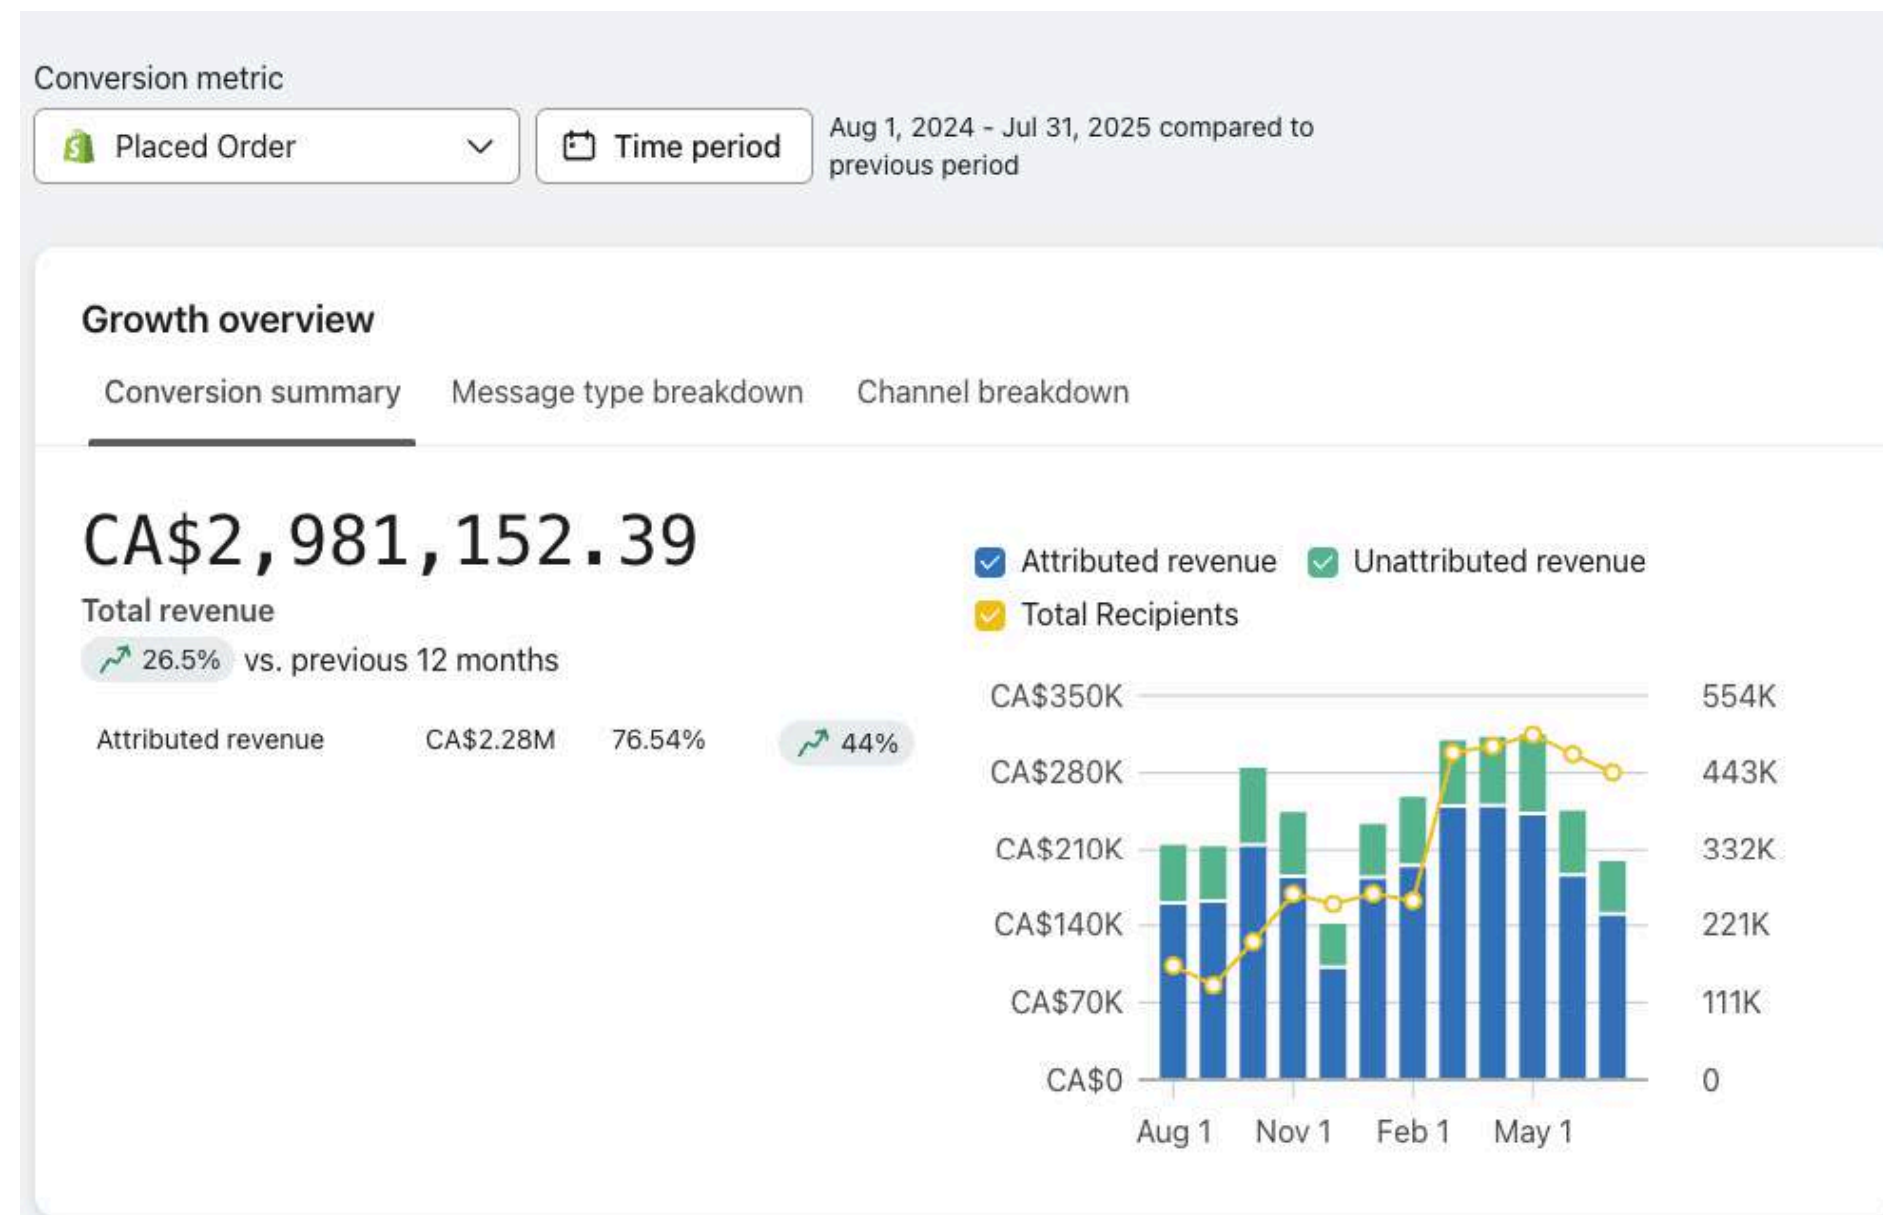 Conversion metric
Placed Order
Time period
Aug 1, 2024 - Jul 31, 2025 compared to
previous period
Growth overview
Conversion summary
Message type breakdown
Channel breakdown
CA$2,981,152.39
Total revenue
26.5% vs. previous 12 months
Attributed revenue CA$2.28M 76.54% 44%
Attributed revenue Unattributed revenue
Total Recipients
CA$350K 554K
CA$280K 443K
CA$210K 332K
CA$140K 221K
CA$70K 111K
CA$0 0
Aug 1 Nov 1 Feb 1 May 1